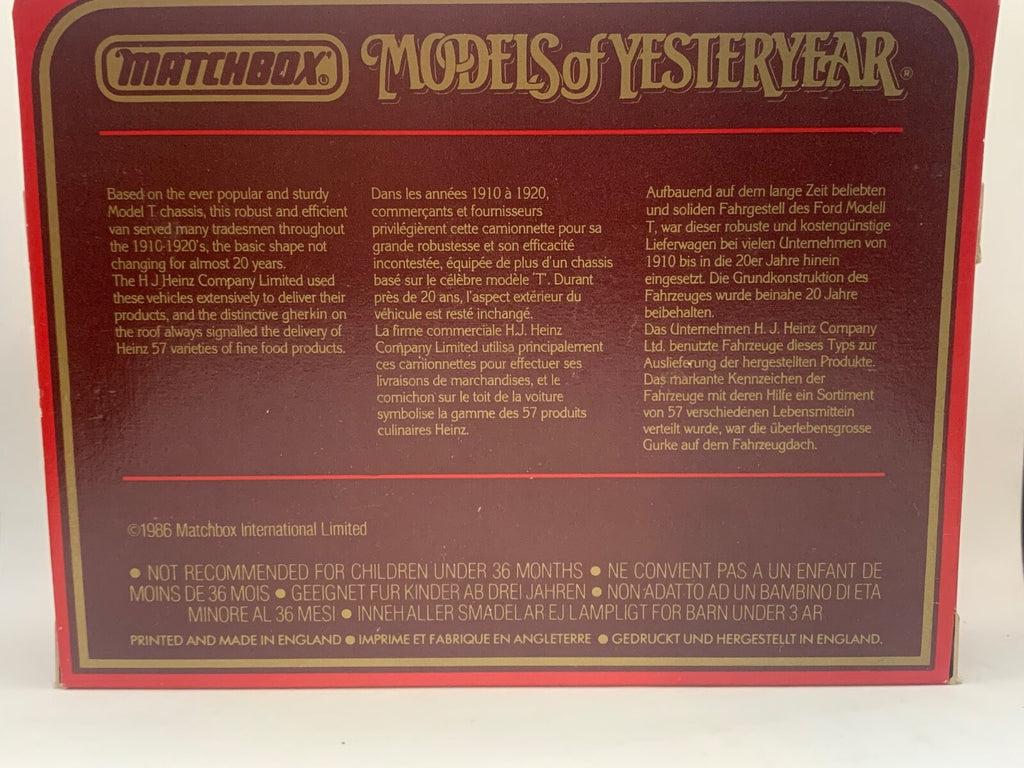 MATCHBOX
MODELS of YESTERYEAR ®
Based on the ever popular and sturdy
Model T chassis, this robust and efficient
van served many tradesmen throughout
the 1910-1920's, the basic shape not
changing for almost 20 years.
The H J Heinz Company Limited used
these vehicles extensively to deliver their
products, and the distinctive gherkin on
the roof always signalled the delivery of
Heinz 57 varieties of fine food products.
Dans les années 1910 à 1920,
commerçants et fournisseurs
privilégièrent cette camionnette pour sa
grande robustesse et son efficacité
incontestée, équipée de plus d'un chassis
basé sur le célèbre modèle 'T'. Durant
près de 20 ans, l'aspect extérieur du
véhicule est resté inchangé.
La firme commerciale H.J. Heinz
Company Limited utilisa principalement
ces camionnettes pour effectuer ses
livraisons de marchandises, et le
cornichon sur le toit de la voiture
symbolise la gamme des 57 produits
culinaires Heinz.
Aufbauend auf dem lange Zeit beliebten
und soliden Fahrgestell des Ford Modell
T, war dieser robuste und kostengünstige
Lieferwagen bei vielen Unternehmen von
1910 bis in die 20er Jahre hinein
eingesetzt. Die Grundkonstruktion des
Fahrzeuges wurde beinahe 20 Jahre
beibehalten.
Das Unternehmen H. J. Heinz Company
Ltd. benutzte Fahrzeuge dieses Typs zur
Auslieferung der hergestellten Produkte.
Das markante Kennzeichen der
Fahrzeuge mit deren Hilfe ein Sortiment
von 57 verschiedenen Lebensmitteln
verteilt wurde, war die überlebensgrosse
Gurke auf dem Fahrzeugdach.
©1986 Matchbox International Limited
● NOT RECOMMENDED FOR CHILDREN UNDER 36 MONTHS ● NE CONVIENT PAS A UN ENFANT DE
MOINS DE 36 MOIS ● GEEIGNET FUR KINDER AB DREI JAHREN ● NON ADATTO AD UN BAMBINO DI ETA
MINORE AL 36 MESI ● INNEHALLER SMADELAR EJ LAMPLIGT FOR BARN UNDER 3 AR
PRINTED AND MADE IN ENGLAND ● IMPRIME ET FABRIQUE EN ANGLETERRE ● GEDRUCKT UND HERGESTELLT IN ENGLAND.